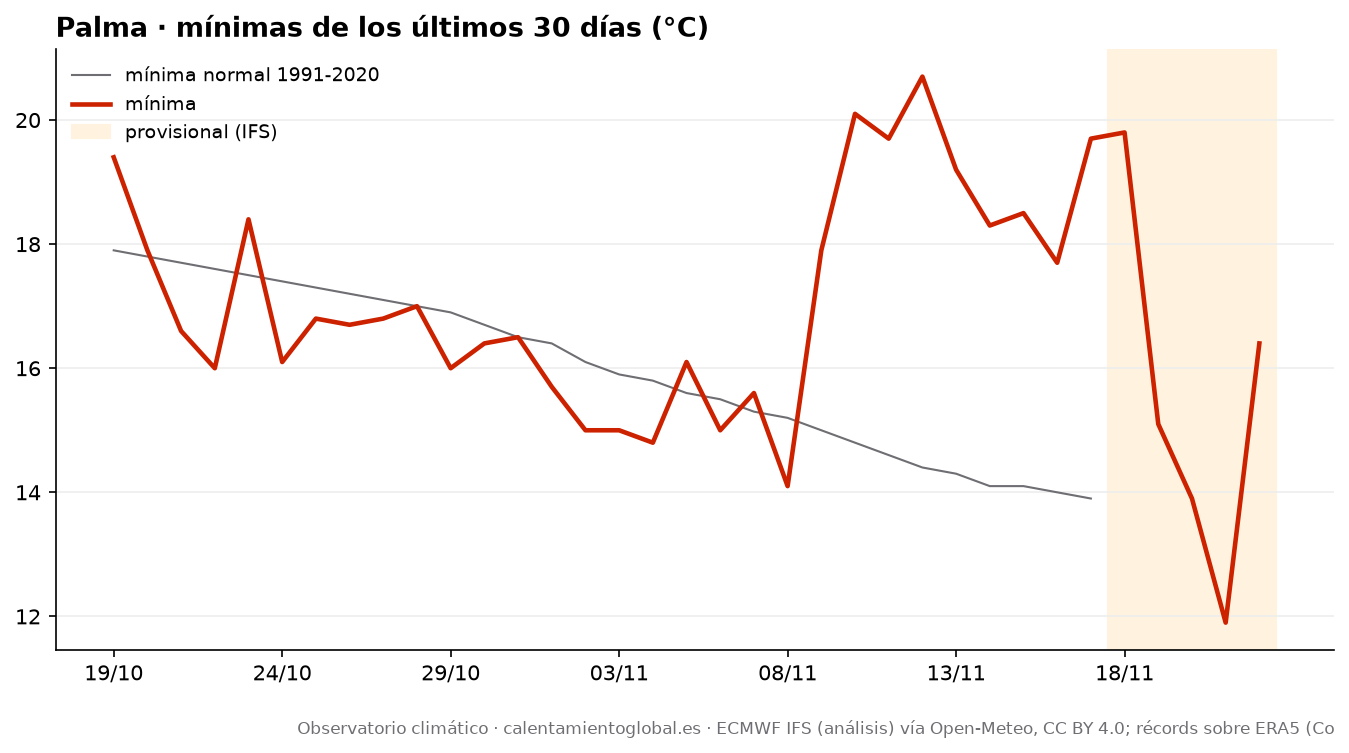 Palma · mínimas de los últimos 30 días (°C)
mínima normal 1991-2020
mínima
provisional (IFS)
20
18
16
14
12
19/10 24/10 29/10 03/11 08/11 13/11 18/11
Observatorio climático · calentamientoglobal.es · ECMWF IFS (análisis) vía Open-Meteo, CC BY 4.0; récords sobre ERA5 (Co